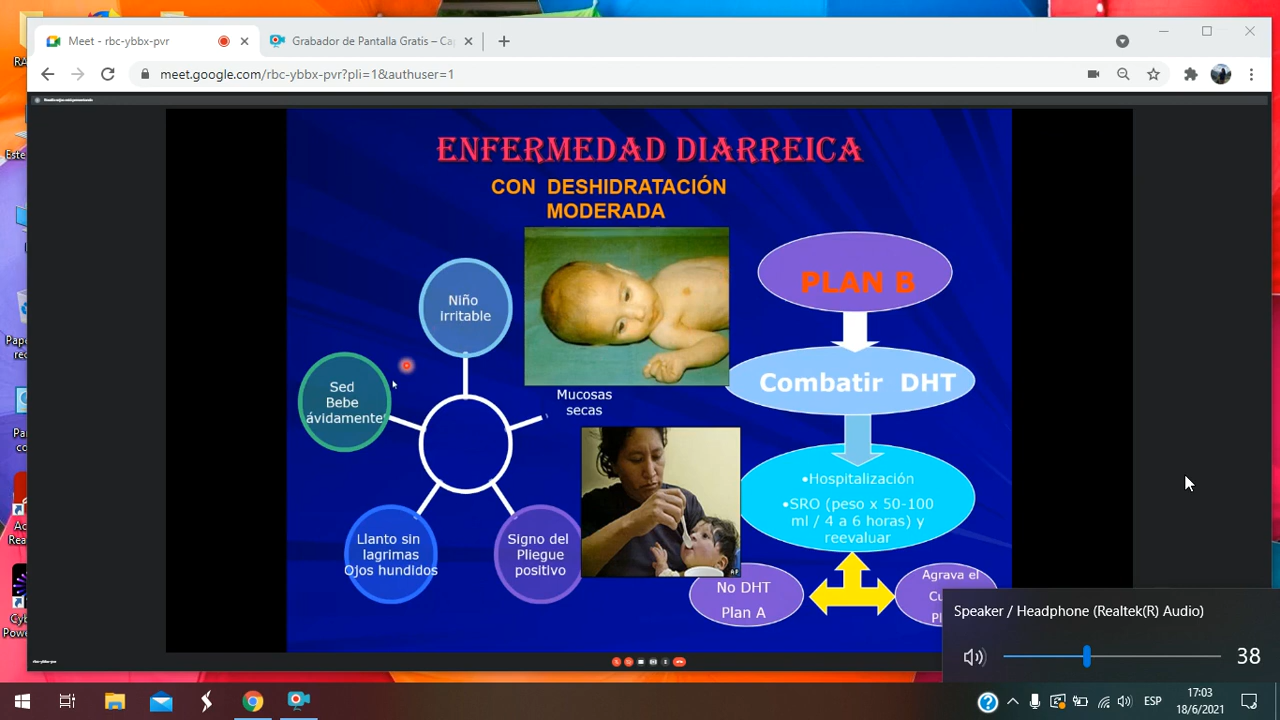 Meet - rbc-ybbx-pvr
Grabador de Pantalla Gratis – Ca
meet.google.com/rbc-ybbx-pvr?pli=1&authuser=1
ENFERMEDAD DIARREICA
CON DESHIDRATACIÓN
MODERADA
Niño
irritable
Sed
Bebe
ávidamente
Mucosas
secas
Llanto sin
lagrimas
Ojos hundidos
Signo del
Pliegue
positivo
PLAN B
Combatir DHT
•Hospitalización
•SRO (peso x 50-100
ml / 4 a 6 horas) y
reevaluar
No DHT
Plan A
Agrava el
Speaker / Headphone (Realtek(R) Audio)
38
rbc-ybbx-pvr
ESP
17:03
18/6/2021